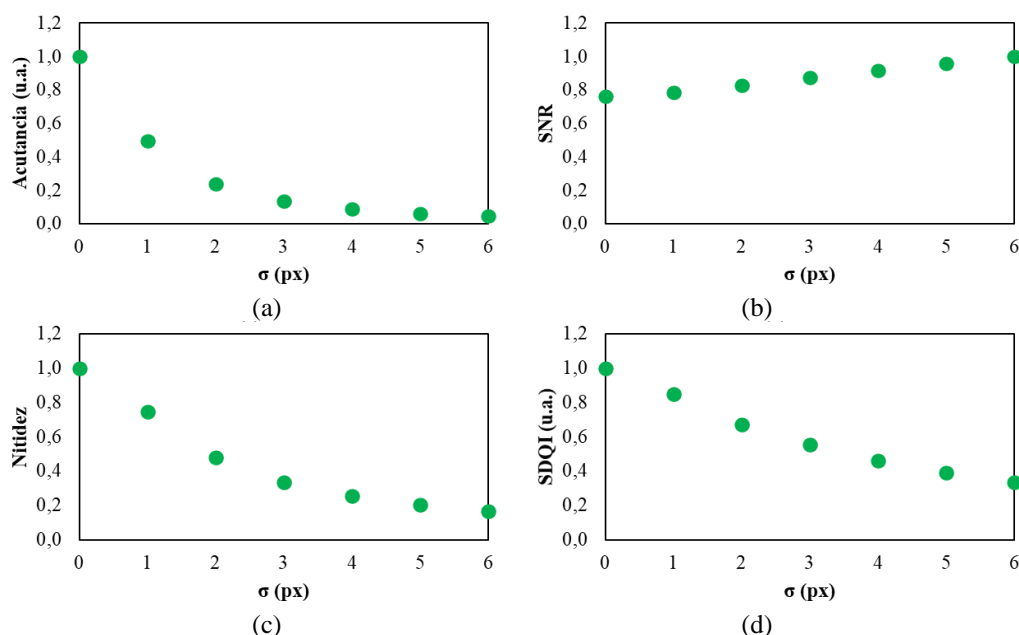 1,2
1,0
0,8
0,6
0,4
0,2
0,0
Acutancia (u.a.)
0 1 2 3 4 5 6
σ (px)
(a)
1,2
1,0
0,8
0,6
0,4
0,2
0,0
SNR
0 1 2 3 4 5 6
σ (px)
(b)
1,2
1,0
0,8
0,6
0,4
0,2
0,0
Nitidez
0 1 2 3 4 5 6
σ (px)
(c)
1,2
1,0
0,8
0,6
0,4
0,2
0,0
SDQI (u.a.)
0 1 2 3 4 5 6
σ (px)
(d)